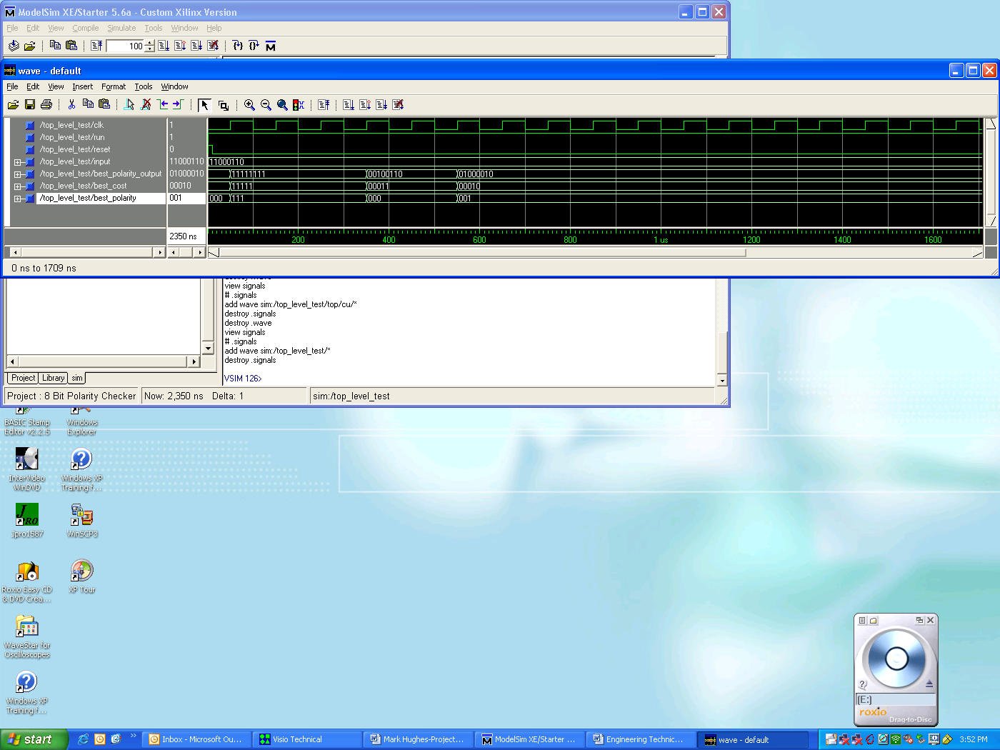 ModelSim XE/Starter 5.6a - Custom Xilinx Version
File Edit View Compile Simulate Tools Window Help
100
wave - default
File Edit View Insert Format Tools Window
/top_level_test/clk 1
/top_level_test/run 1
/top_level_test/reset 0
/top_level_test/input 11000110 11000110
/top_level_test/best_polarity_output 01000010 11111111 00100110 01000010
/top_level_test/best_cost 00010 11111 00011 00010
/top_level_test/best_polarity 001 000 111 000 001
2350 ns
200 400 600 800 1 us 1200 1400 1600
0 ns to 1709 ns
view signals
# .signals
add wave sim:/top_level_test/top/cu/*
destroy .signals
destroy .wave
view signals
# .signals
add wave sim:/top_level_test/*
destroy .signals
VSIM 126>
Project Library sim
Project : 8 Bit Polarity Checker Now: 2,350 ns Delta: 1 sim:/top_level_test
BASIC Stamp
Editor v2.2.5
Windows
Explorer
InterVideo
WinDVD
Windows XP
Training f...
JPRO
Jpro1587
WinSCP3
Roxio Easy CD
& DVD Crea...
XP Tour
WaveStar for
Oscilloscopes
Windows XP
Training f...
[E:]
roxio
Drag-to-Disc
start
Inbox - Microsoft Ou...
Visio Technical
Mark Hughes-Project...
ModelSim XE/Starter ...
Engineering Technic...
wave - default
3:52 PM